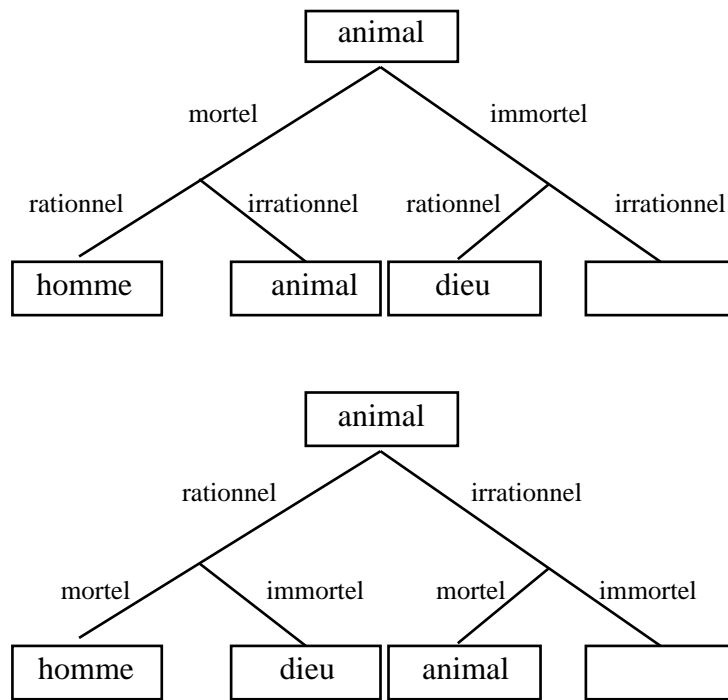 animal
mortel immortel
rationnel irrationnel rationnel irrationnel
homme animal dieu
animal
rationnel irrationnel
mortel immortel mortel immortel
homme dieu animal